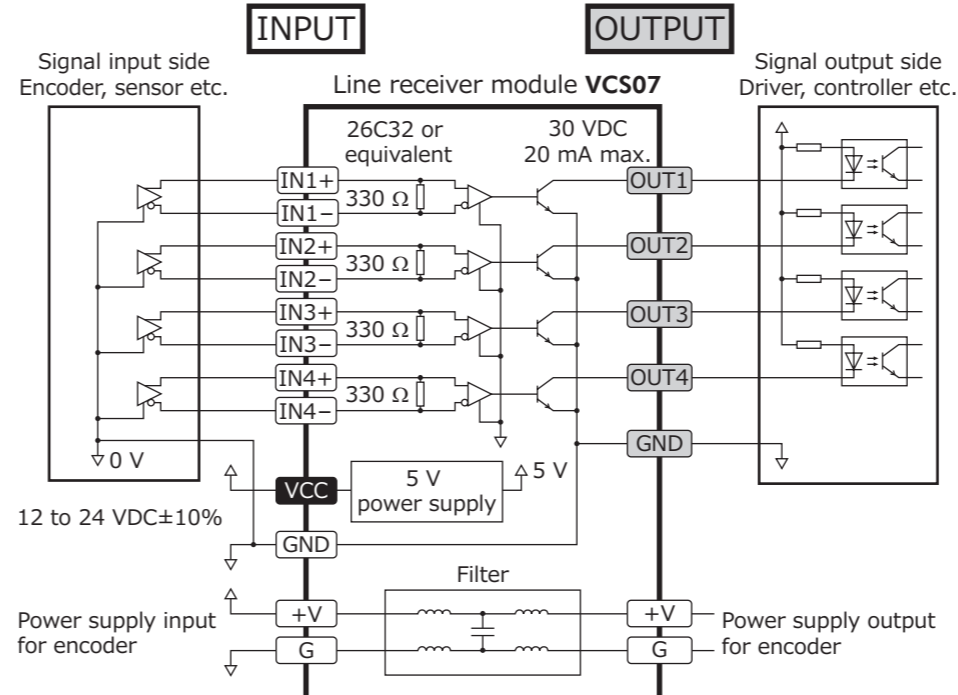 INPUT
OUTPUT
Signal input side
Encoder, sensor etc.
Line receiver module VCS07
Signal output side
Driver, controller etc.
26C32 or
equivalent
30 VDC
20 mA max.
IN1+
330 Ω
IN1−
OUT1
IN2+
330 Ω
IN2−
OUT2
IN3+
330 Ω
IN3−
OUT3
IN4+
330 Ω
IN4−
OUT4
GND
0 V
VCC
5 V
power supply
5 V
12 to 24 VDC±10%
GND
Filter
Power supply input
for encoder
+V
G
+V
G
Power supply output
for encoder